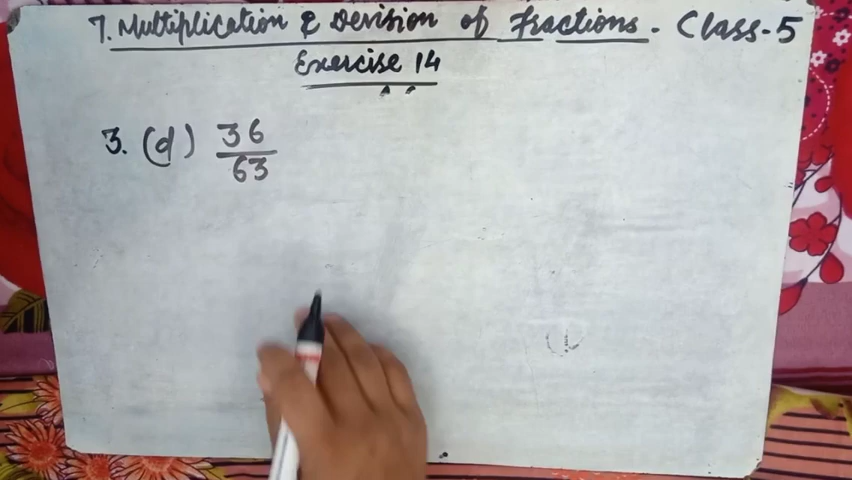 7. Multiplication & Devision of fractions. Class-5
Exercise 14
3. (d) 36
63